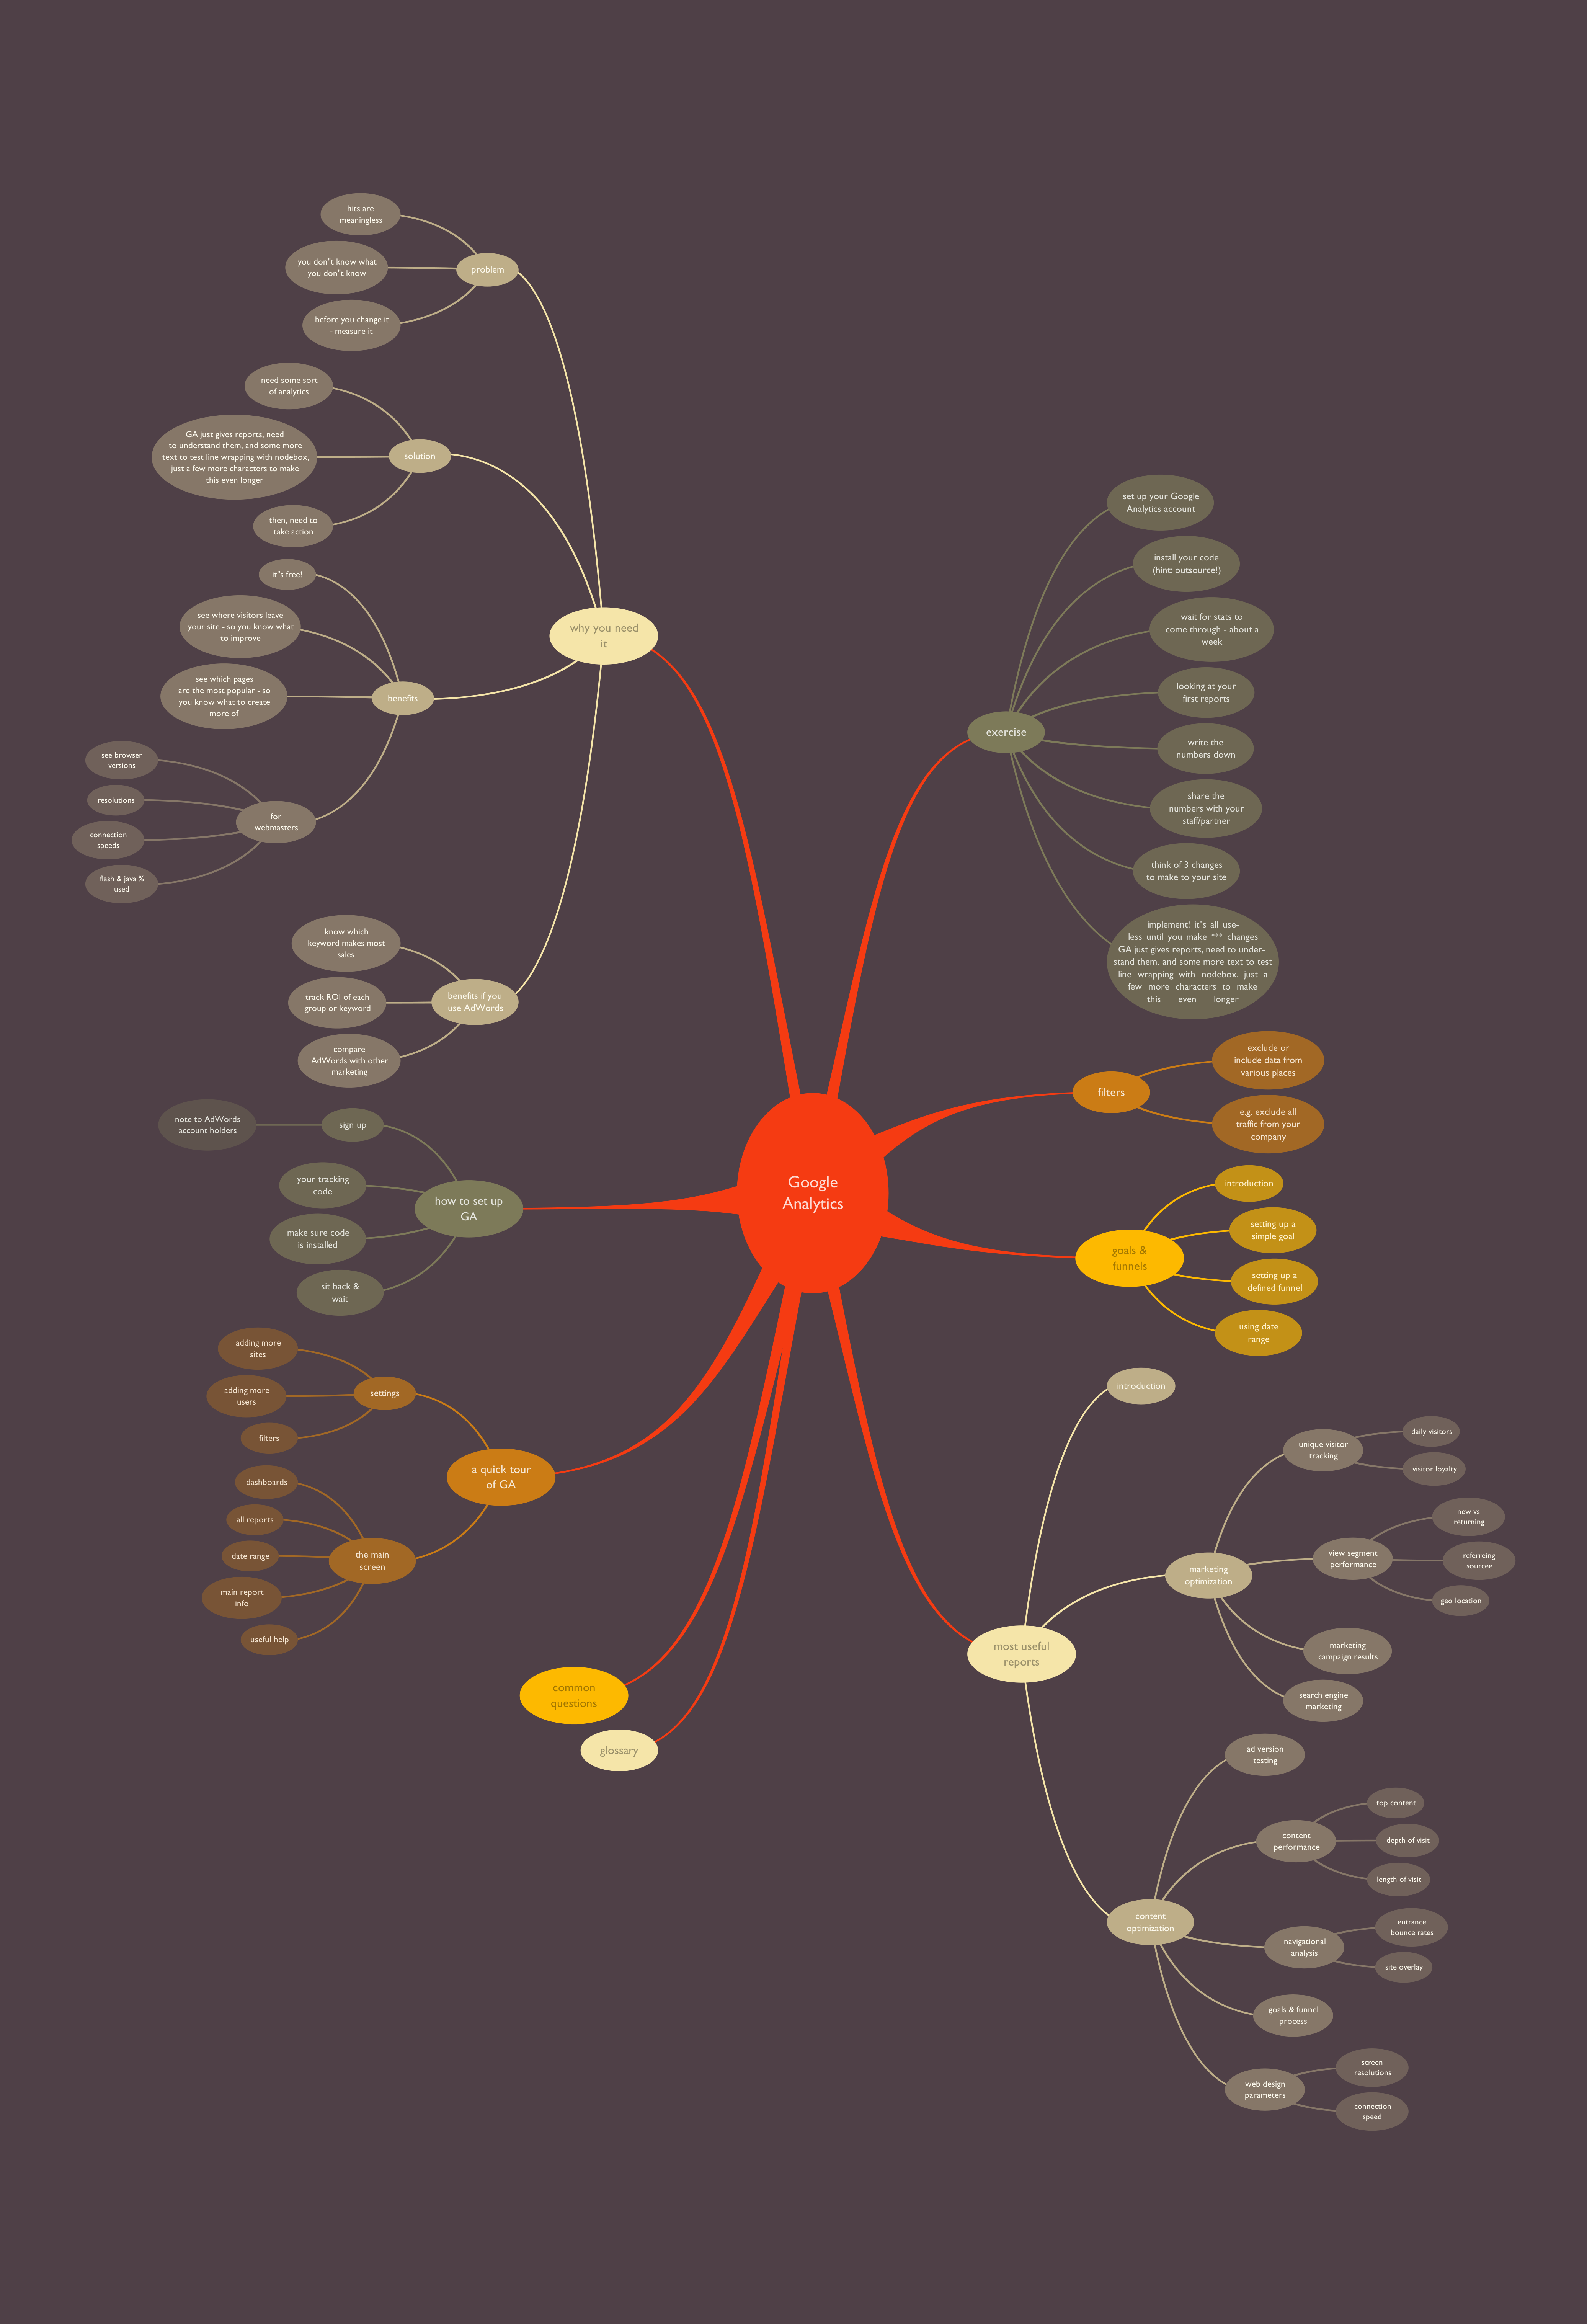 Google
Analytics
why you need
it
problem
hits are
meaningless
you don"t know what
you don"t know
before you change it
- measure it
solution
need some sort
of analytics
GA just gives reports, need
to understand them, and some more
text to test line wrapping with nodebox,
just a few more characters to make
this even longer
then, need to
take action
benefits
it"s free!
see where visitors leave
your site - so you know what
to improve
see which pages
are the most popular - so
you know what to create
more of
for
webmasters
see browser
versions
resolutions
connection
speeds
flash & java %
used
benefits if you
use AdWords
know which
keyword makes most
sales
track ROI of each
group or keyword
compare
AdWords with other
marketing
how to set up
GA
sign up
note to AdWords
account holders
your tracking
code
make sure code
is installed
sit back &
wait
a quick tour
of GA
settings
adding more
sites
adding more
users
filters
the main
screen
dashboards
all reports
date range
main report
info
useful help
common
questions
glossary
exercise
set up your Google
Analytics account
install your code
(hint: outsource!)
wait for stats to
come through - about a
week
looking at your
first reports
write the
numbers down
share the
numbers with your
staff/partner
think of 3 changes
to make to your site
implement! it"s all use-
less until you make *** changes
GA just gives reports, need to under-
stand them, and some more text to test
line wrapping with nodebox, just a
few more characters to make
this even longer
filters
exclude or
include data from
various places
e.g. exclude all
traffic from your
company
goals &
funnels
introduction
setting up a
simple goal
setting up a
defined funnel
using date
range
most useful
reports
introduction
marketing
optimization
unique visitor
tracking
daily visitors
visitor loyalty
view segment
performance
new vs
returning
referreing
sourcee
geo location
marketing
campaign results
search engine
marketing
content
optimization
ad version
testing
content
performance
top content
depth of visit
length of visit
navigational
analysis
entrance
bounce rates
site overlay
goals & funnel
process
web design
parameters
screen
resolutions
connection
speed